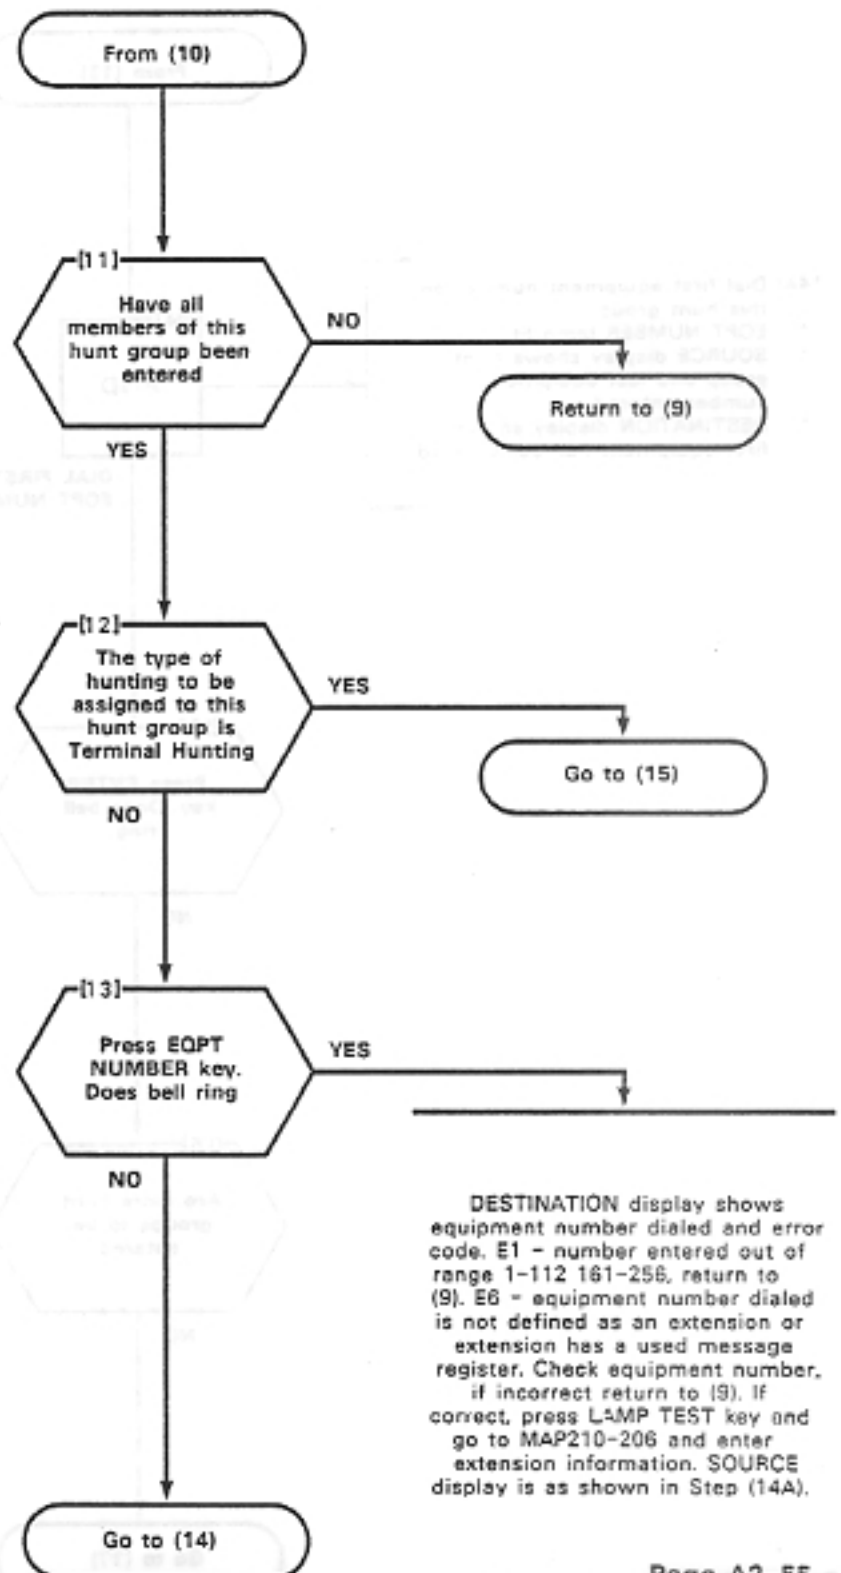 From (10)
[11]
Have all
members of this
hunt group been
entered
NO
Return to (9)
YES
[12]
The type of
hunting to be
assigned to this
hunt group is
Terminal Hunting
YES
Go to (15)
NO
[13]
Press EQPT
NUMBER key.
Does bell ring
YES
NO
DESTINATION display shows
equipment number dialed and error
code. E1 - number entered out of
range 1-112 161-256, return to
(9). E6 - equipment number dialed
is not defined as an extension or
extension has a used message
register. Check equipment number,
if incorrect return to (9). If
correct, press LAMP TEST key and
go to MAP210-206 and enter
extension information. SOURCE
display is as shown in Step (14A).
Go to (14)
Page A2-55